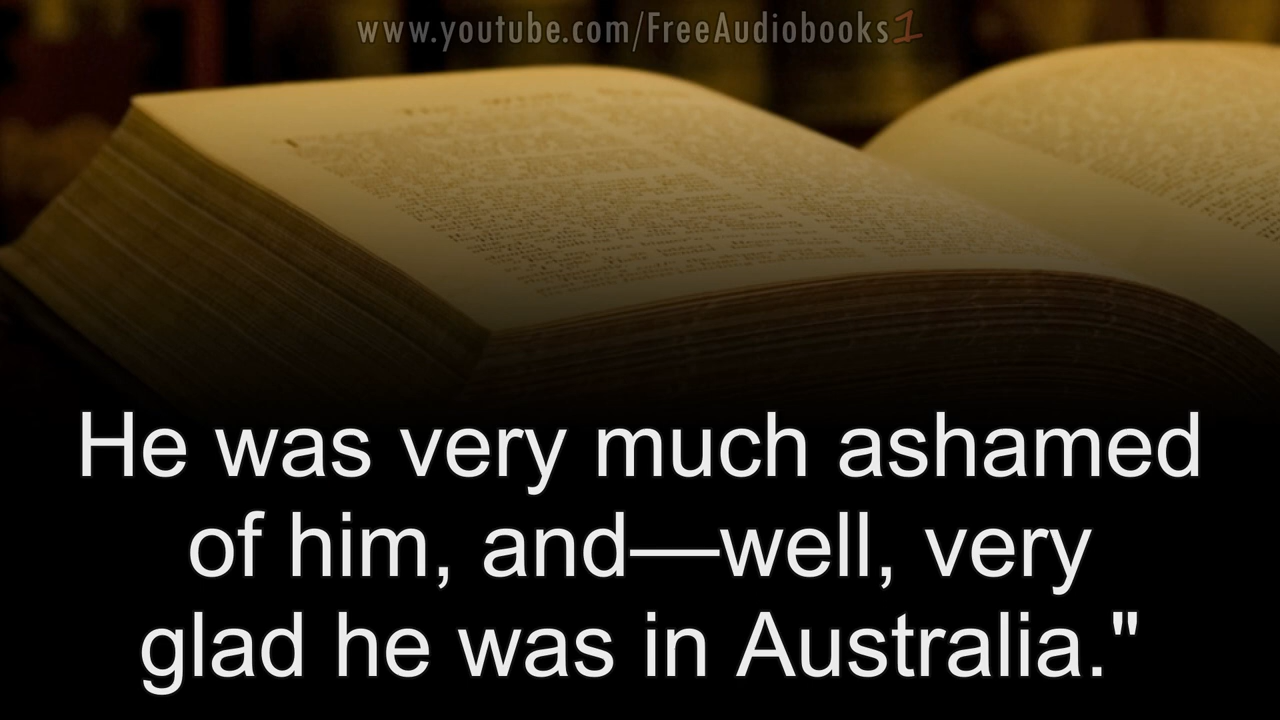 www.youtube.com/FreeAudiobooks1
He was very much ashamed
of him, and—well, very
glad he was in Australia."